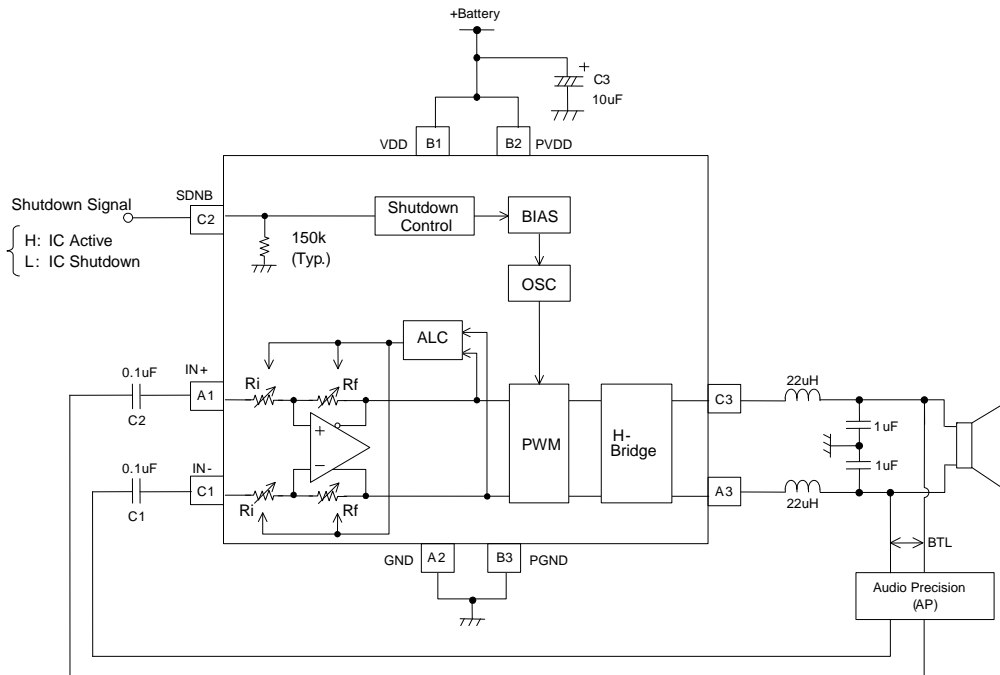 +Battery
+
C3
10uF
VDD
B1
B2
PVDD
SDNB
Shutdown Signal
C2
H: IC Active
L: IC Shutdown
150k
(Typ.)
Shutdown
Control
BIAS
OSC
ALC
IN+
0.1uF
A1
C2
Ri
Rf
+
-
PWM
H-
Bridge
C3
22uH
1uF
1uF
IN-
0.1uF
C1
C1
Ri
Rf
A3
22uH
GND
A2
B3
PGND
BTL
Audio Precision
(AP)